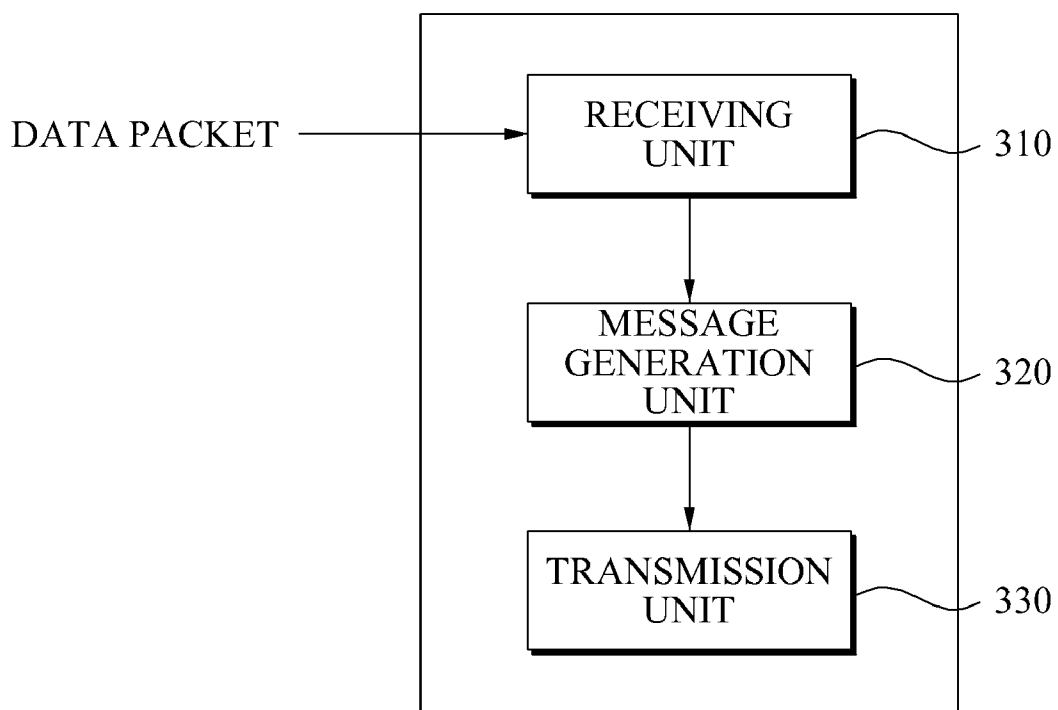 DATA PACKET
RECEIVING
UNIT
310
MESSAGE
GENERATION
UNIT
320
TRANSMISSION
UNIT
330